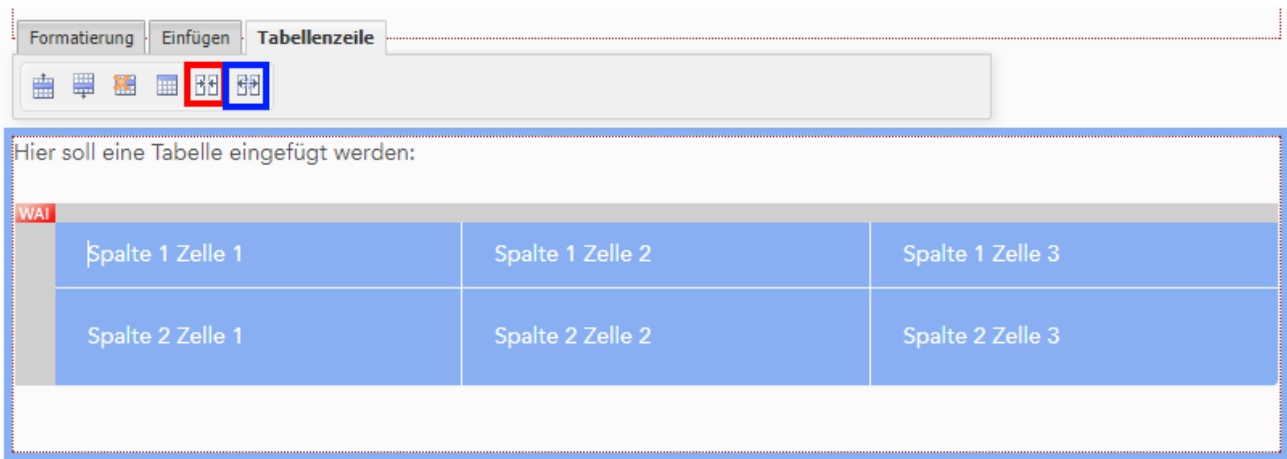 Formatierung Einfügen Tabellenzeile
Hier soll eine Tabelle eingefügt werden:
WAI
Spalte 1 Zelle 1 Spalte 1 Zelle 2 Spalte 1 Zelle 3
Spalte 2 Zelle 1 Spalte 2 Zelle 2 Spalte 2 Zelle 3